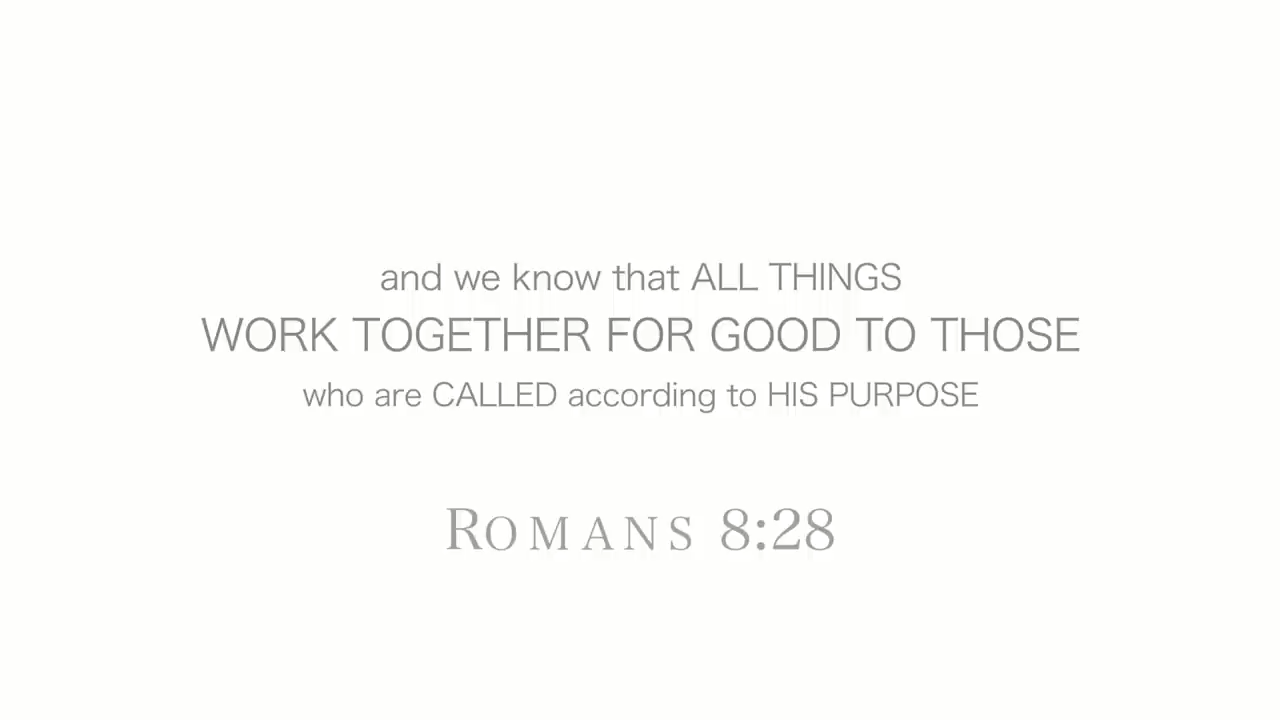 and we know that ALL THINGS
WORK TOGETHER FOR GOOD TO THOSE
who are CALLED according to HIS PURPOSE
ROMANS 8:28